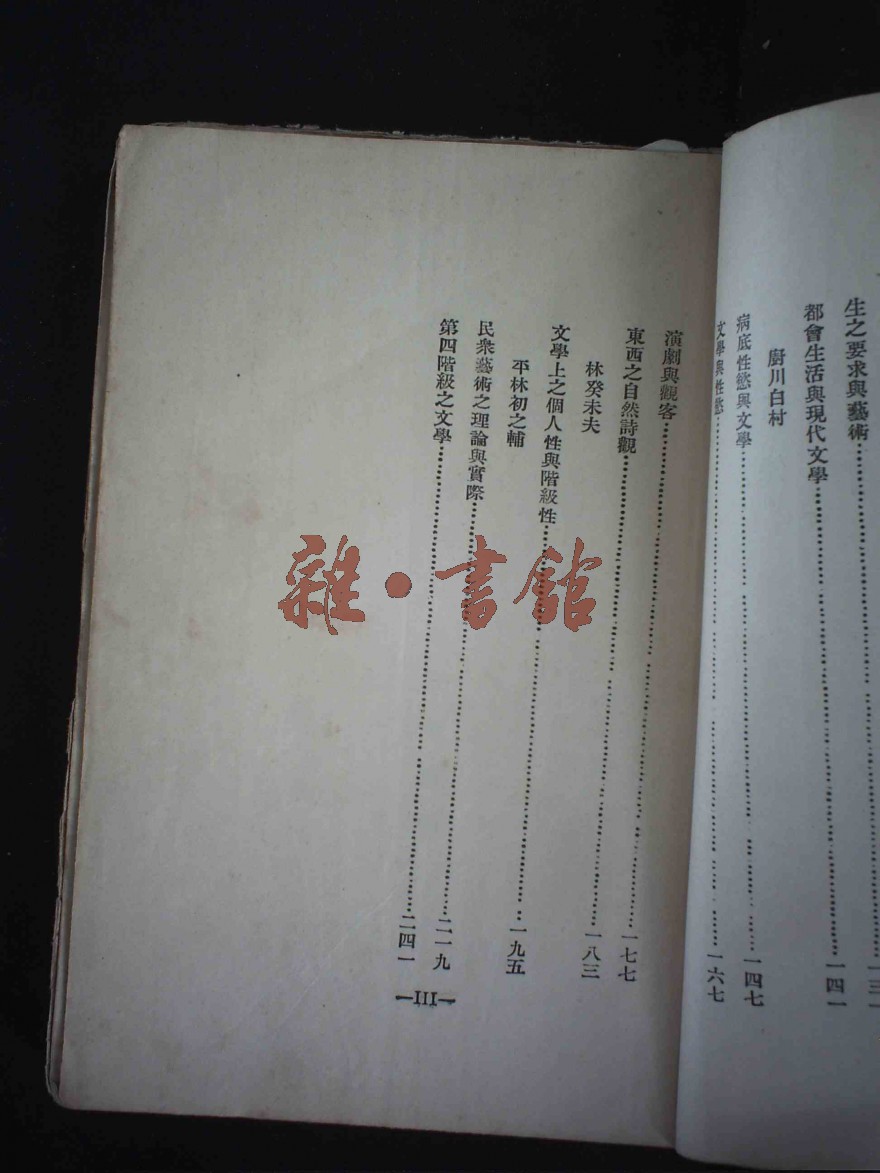 生之要求與藝術……一三一
都會生活與現代文學……一四一
厨川白村
病底性慾與文學……一四七
文學與性慾……一六七
演劇與觀客……一七七
東西之自然詩觀……一八三
林癸未夫
文學上之個人性與階級性……一九五
平林初之輔
民衆藝術之理論與實際……二一九
第四階級之文學……二四一
—III—
雜·書館